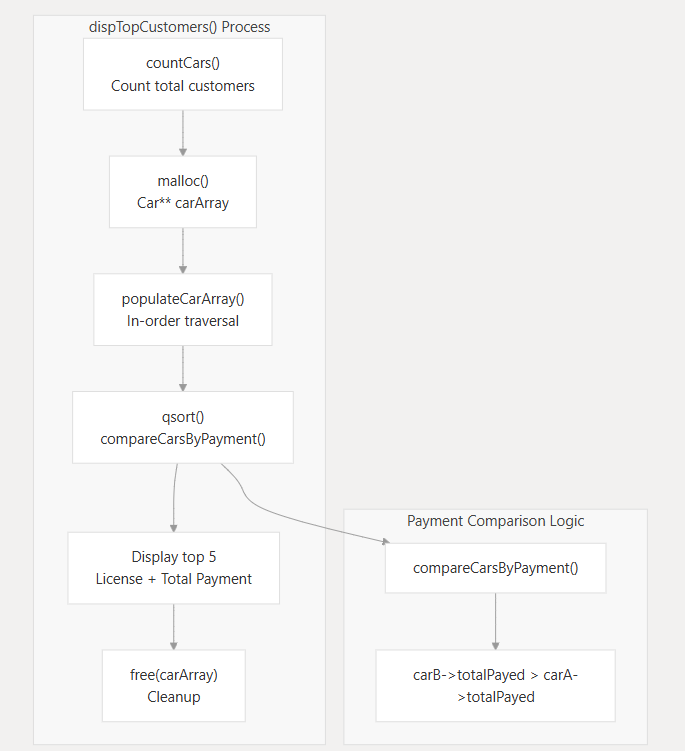 dispTopCustomers() Process
countCars()
Count total customers
malloc()
Car** carArray
populateCarArray()
In-order traversal
qsort()
compareCarsByPayment()
Display top 5
License + Total Payment
free(carArray)
Cleanup
Payment Comparison Logic
compareCarsByPayment()
carB->totalPayed > carA-
>totalPayed